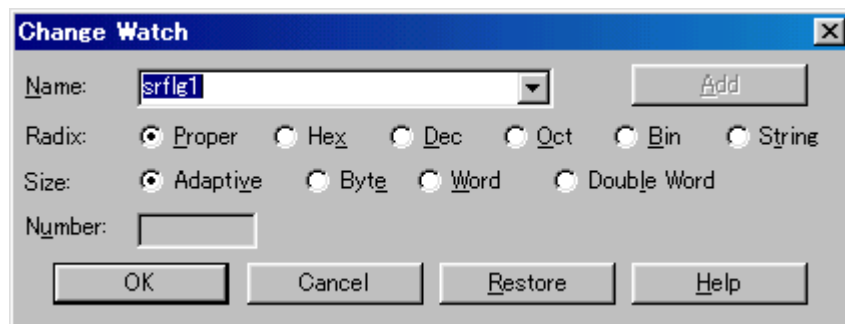 Change Watch
Name: srflg1 Add
Radix: Proper Hex Dec Oct Bin String
Size: Adaptive Byte Word Double Word
Number:
OK Cancel Restore Help